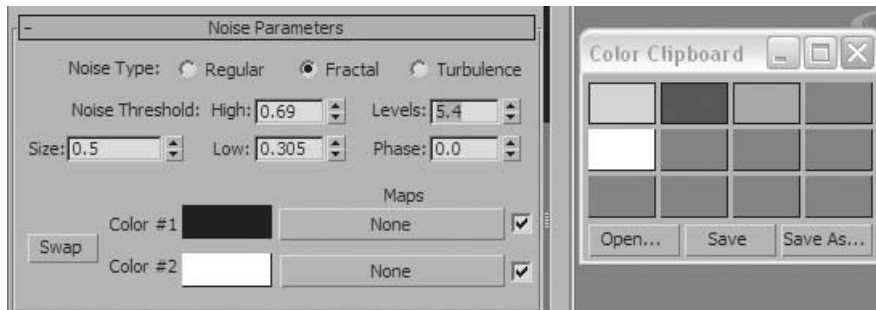 - Noise Parameters
Noise Type: Regular Fractal Turbulence
Noise Threshold: High: 0.69 Levels: 5.4
Size: 0.5 Low: 0.305 Phase: 0.0
Maps
Color #1 None
Swap
Color #2 None
Color Clipboard
Open... Save Save As...